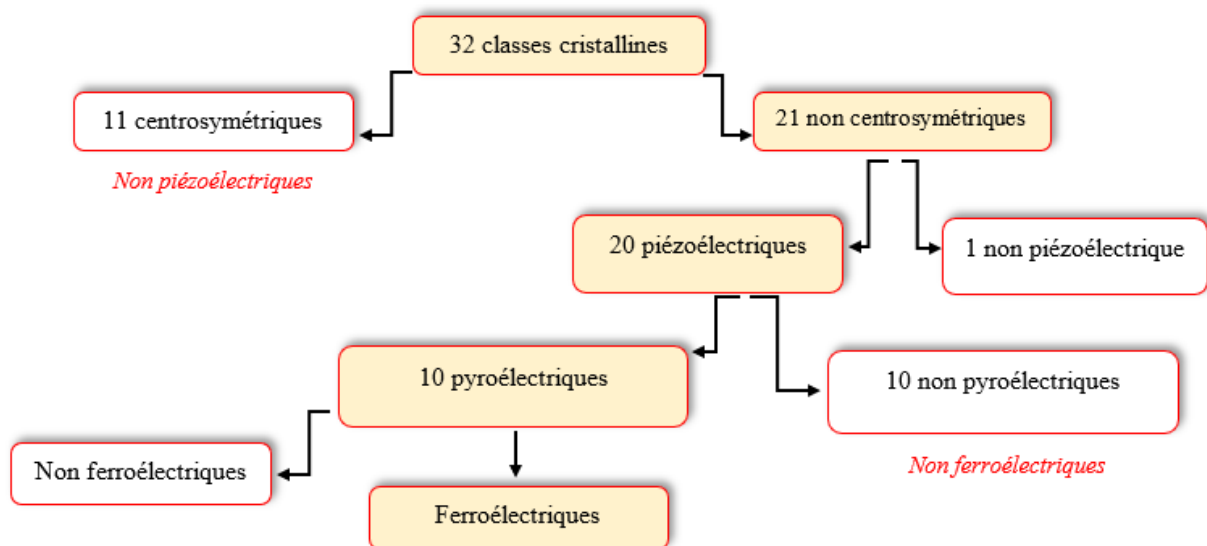 32 classes cristallines
11 centrosymétriques
21 non centrosymétriques
Non piézoélectriques
20 piézoélectriques
1 non piézoélectrique
10 pyroélectriques
10 non pyroélectriques
Non ferroélectriques
Non ferroélectriques
Ferroélectriques